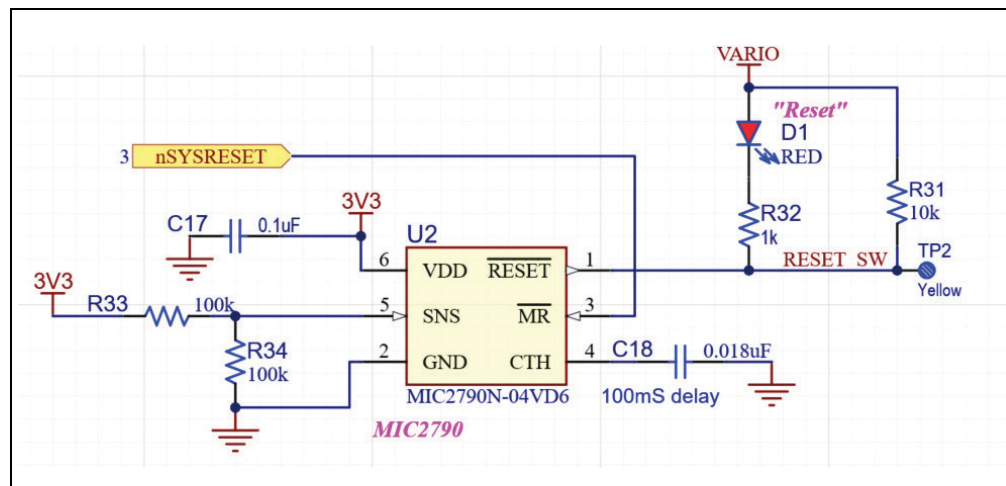 VARIO
"Reset"
D1
RED
3 nSYSRESET
R31
10k
3V3
C17 0.1uF
R32
1k
U2
TP2
RESET_SW
Yellow
6 VDD RESET 1
3V3
R33 100k
5 SNS MR 3
R34
100k
2 GND CTH 4
C18 0.018uF
MIC2790N-04VD6
100mS delay
MIC2790